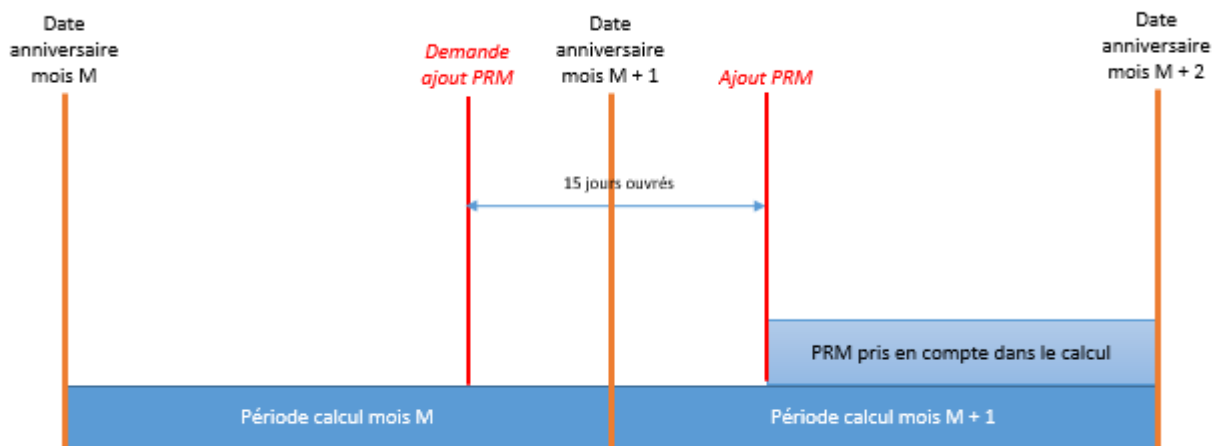 Date
anniversaire
mois M
Demande
ajout PRM
Date
anniversaire
mois M + 1
Ajout PRM
Date
anniversaire
mois M + 2
15 jours ouvrés
PRM pris en compte dans le calcul
Période calcul mois M
Période calcul mois M + 1